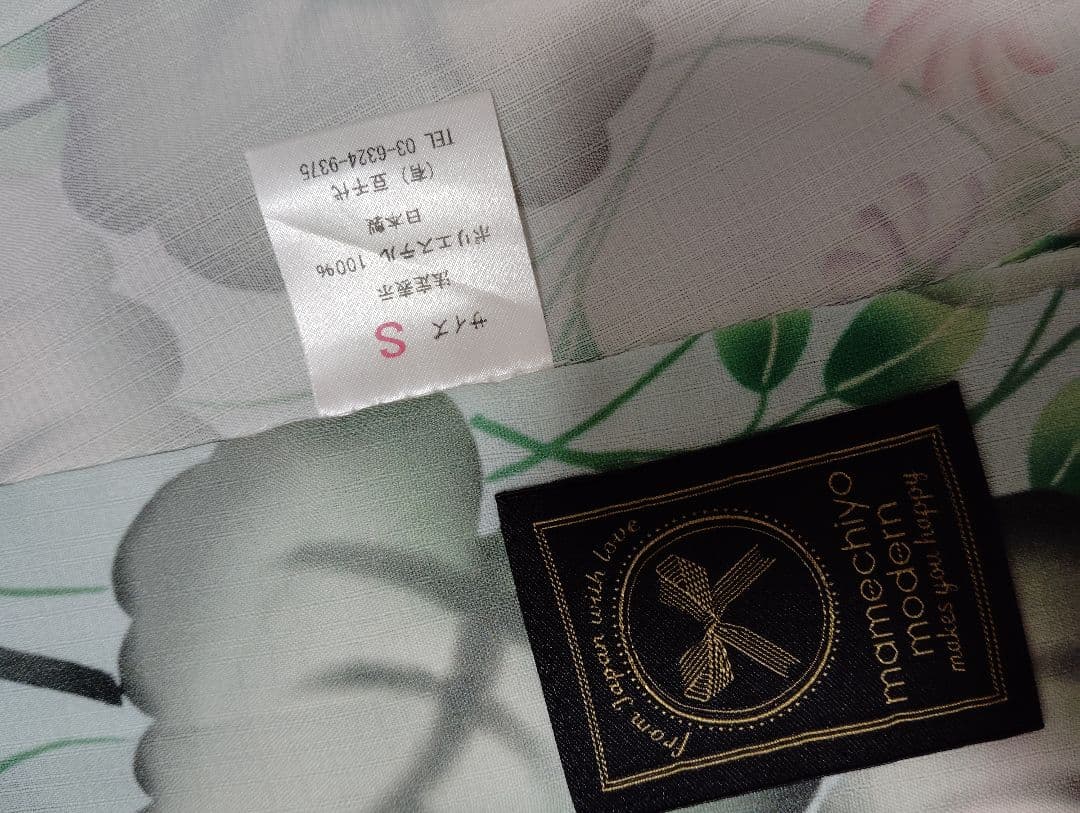 サイズ S
法定表示
ポリエステル 100%
日本製
（有）豆千代
TEL 03-6324-9375
from Japan with love
mamechiyo
modern
makes you happy